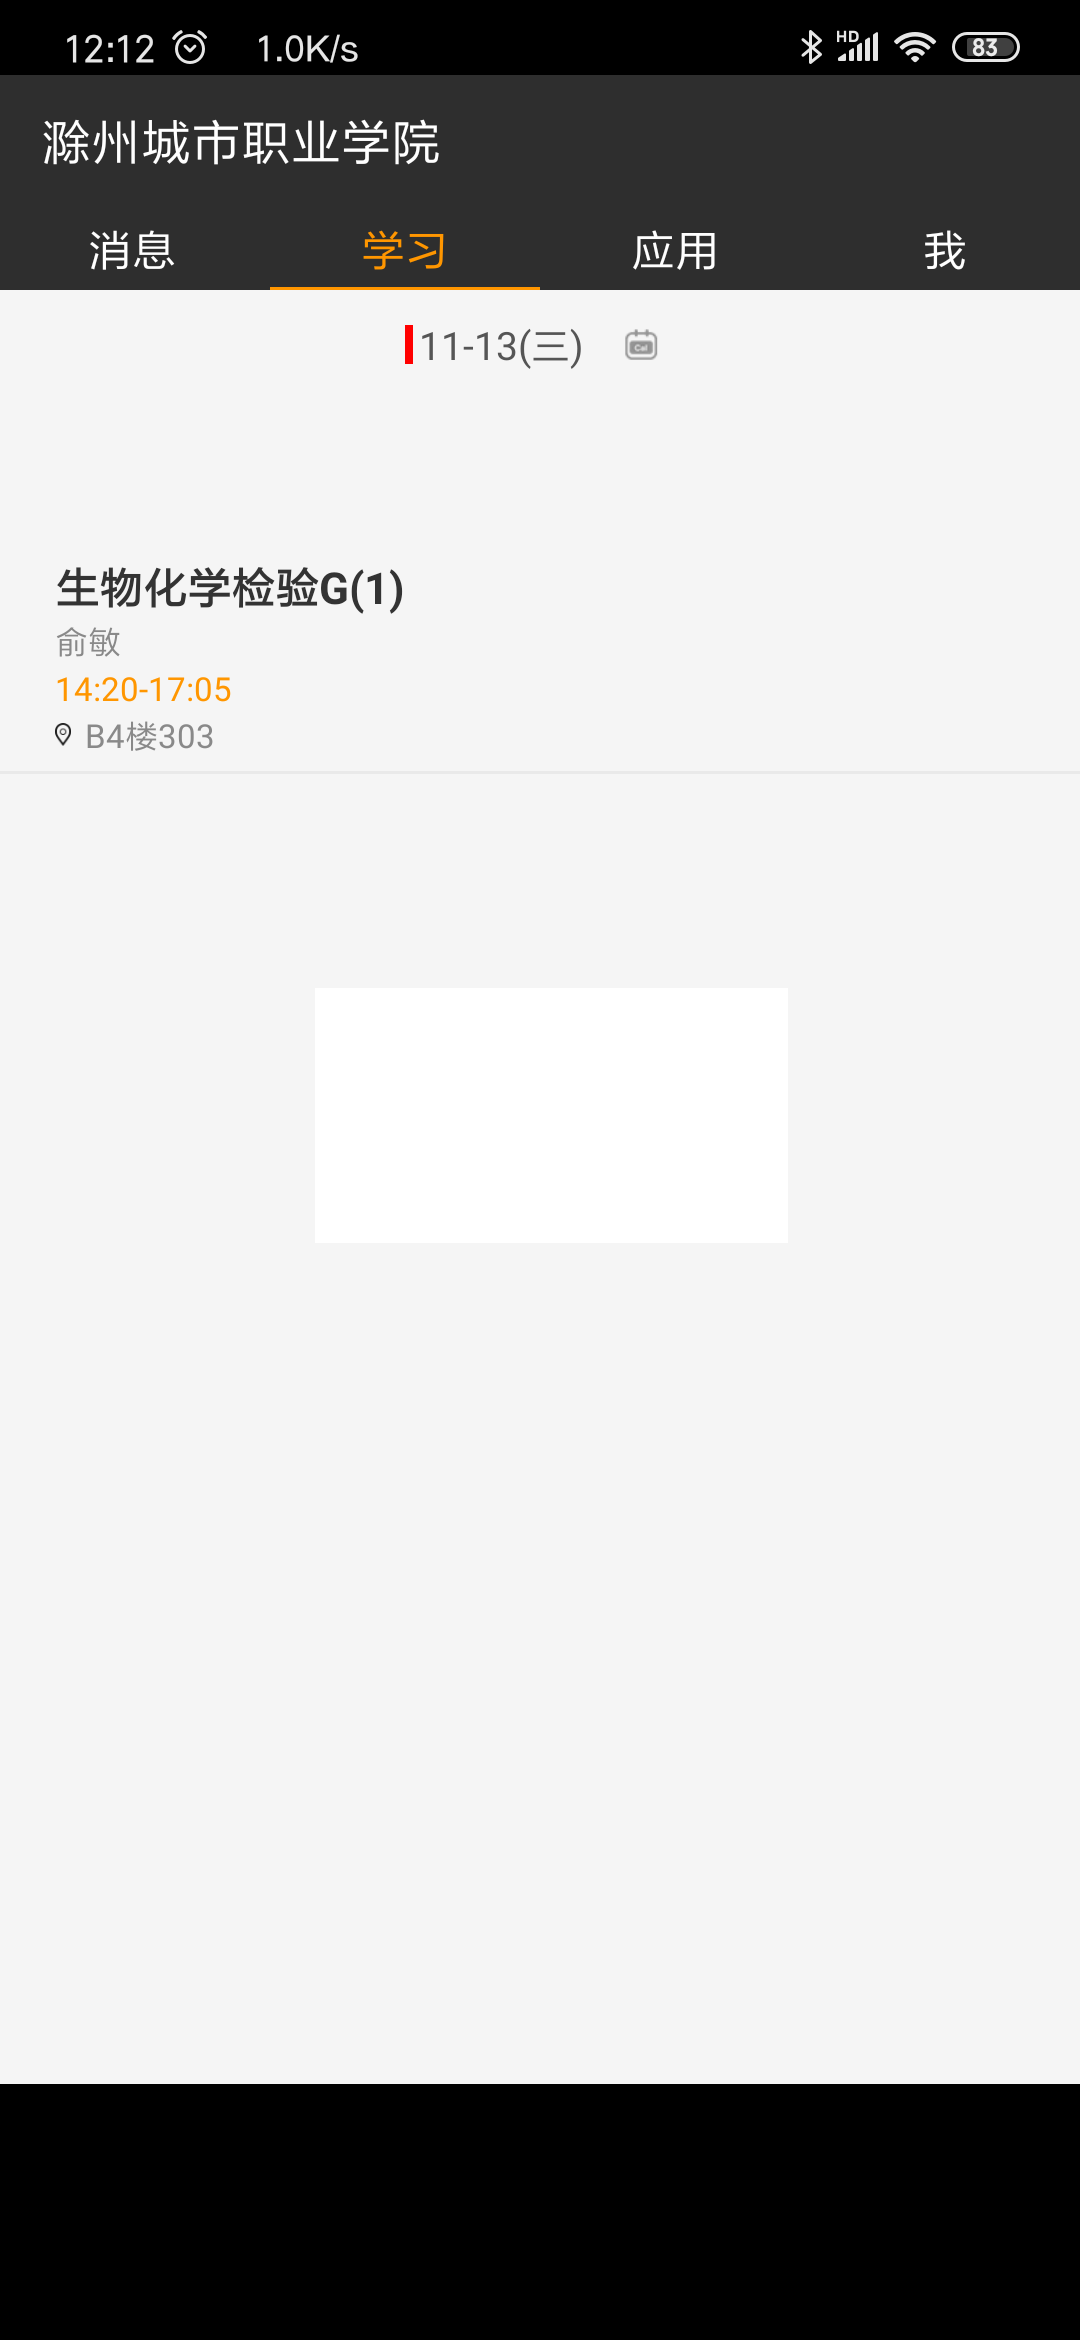 12:12 1.0K/s HD 83
滁州城市职业学院
消息 学习 应用 我
11-13(三) Cal
生物化学检验G(1)
俞敏
14:20-17:05
B4楼303